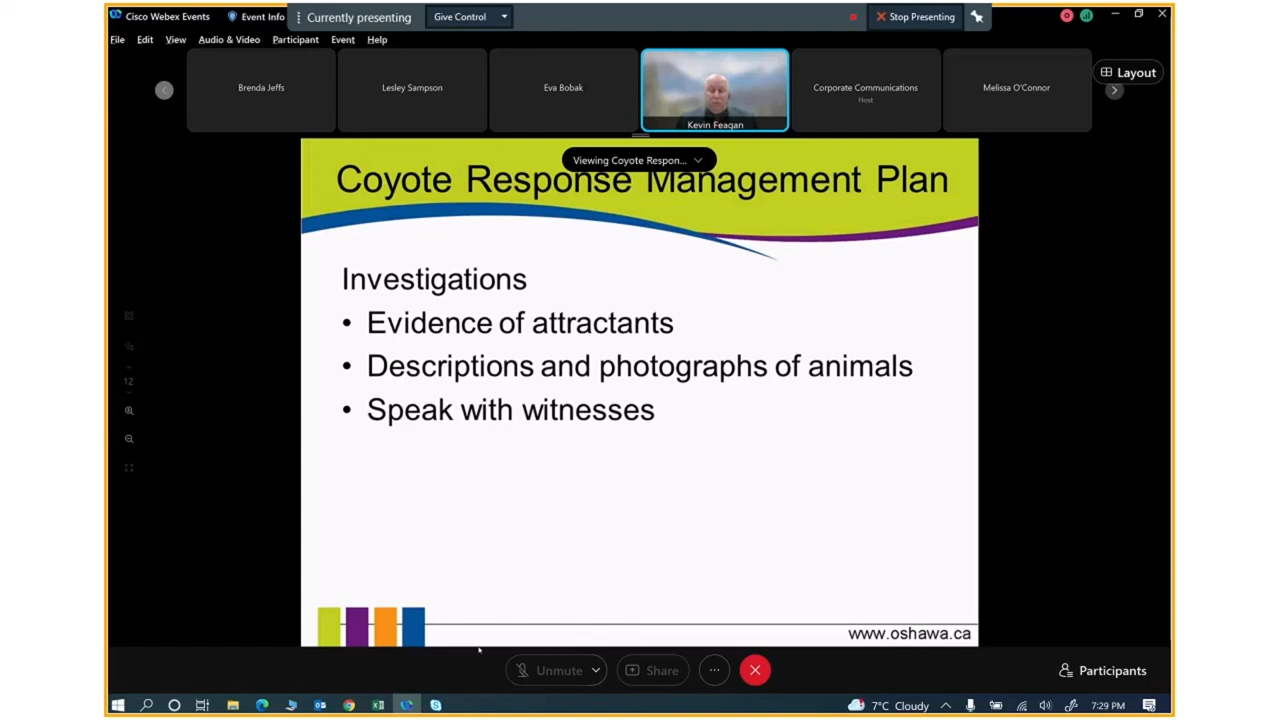 Cisco Webex Events
Event Info
Currently presenting
Give Control
Stop Presenting
File Edit View Audio & Video Participant Event Help
Layout
Brenda Jeffs
Lesley Sampson
Eva Bobak
Kevin Feagan
Corporate Communications
Host
Melissa O'Connor
Viewing Coyote Respon...
Coyote Response Management Plan
Investigations
• Evidence of attractants
• Descriptions and photographs of animals
• Speak with witnesses
12
www.oshawa.ca
Unmute
Share
Participants
7°C Cloudy
7:29 PM